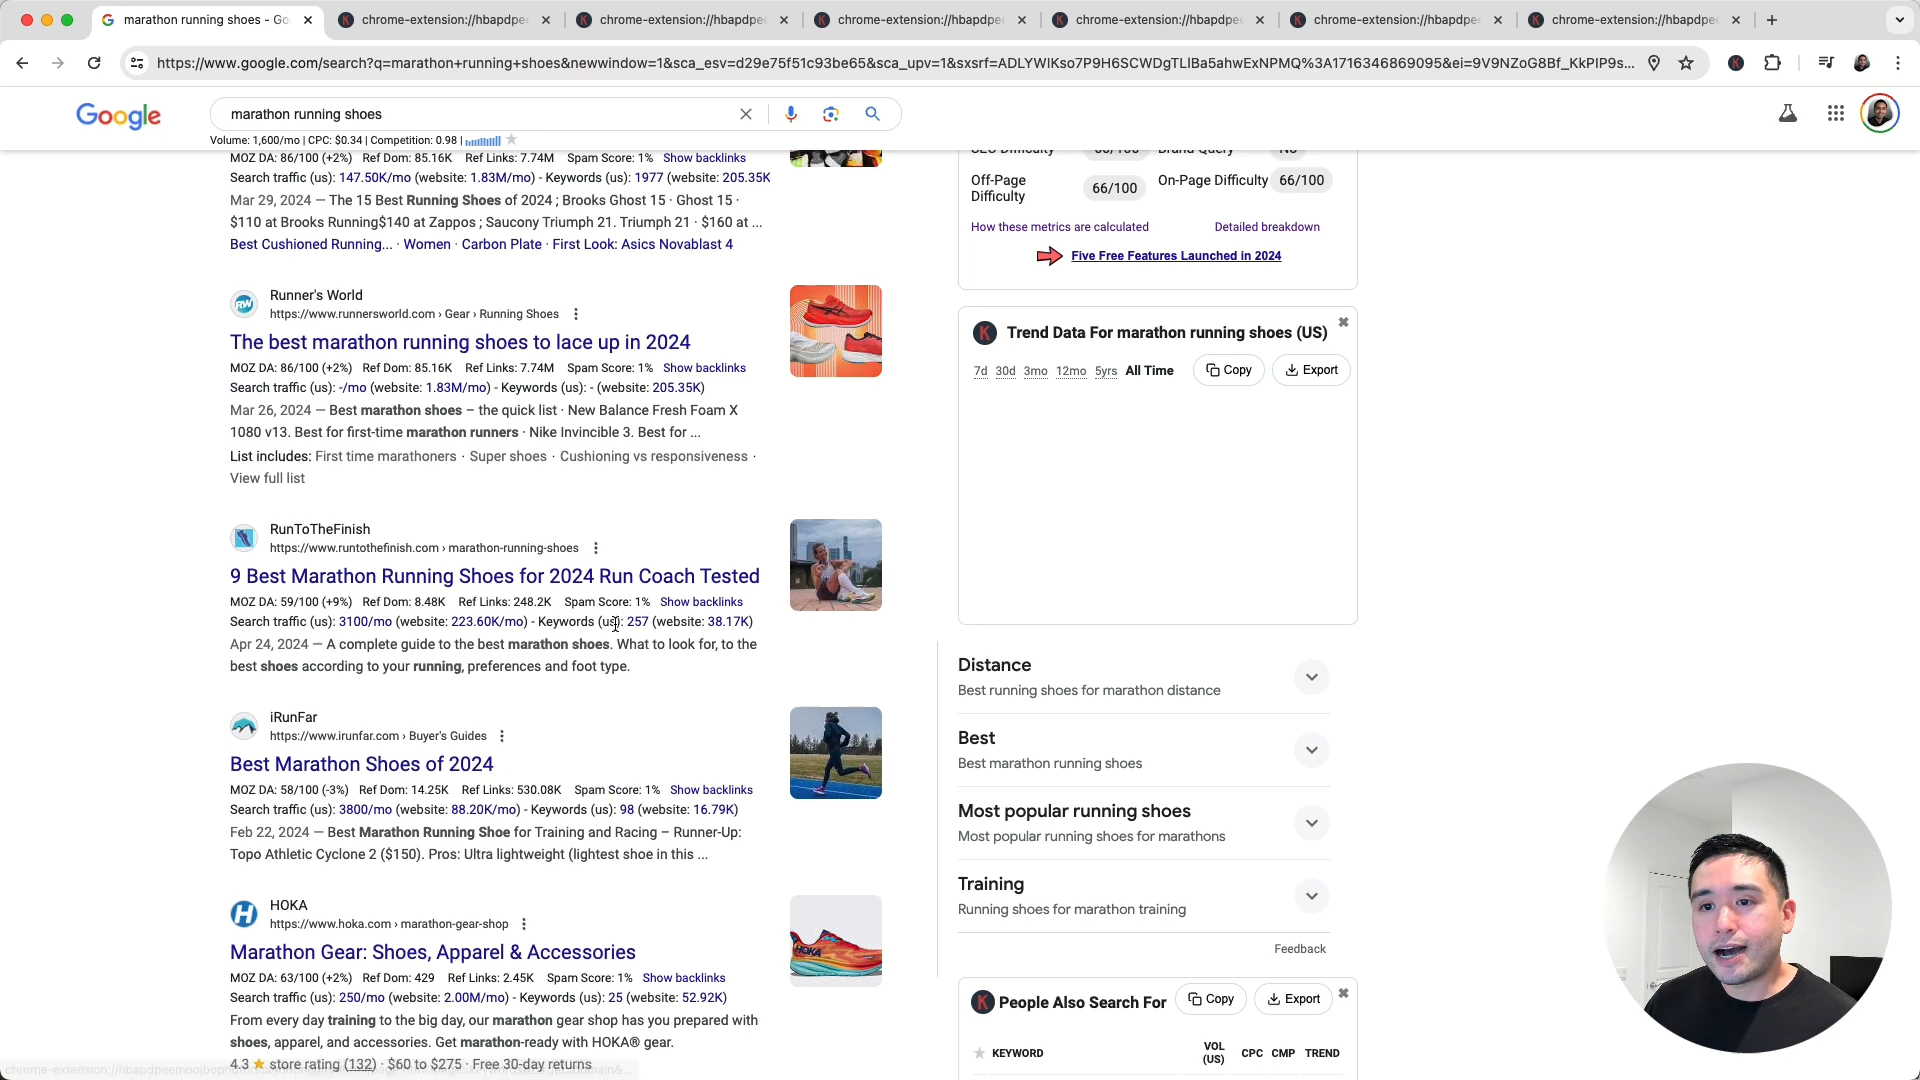 marathon running shoes - Go
chrome-extension://hbapdpee
chrome-extension://hbapdpee
chrome-extension://hbapdpee
chrome-extension://hbapdpee
chrome-extension://hbapdpee
chrome-extension://hbapdpee
https://www.google.com/search?q=marathon+running+shoes&newwindow=1&sca_esv=d29e75f51c93be65&sca_upv=1&sxsrf=ADLYWIKso7P9H6SCWDgTLlBa5ahwExNPMQ%3A1716346869095&ei=9V9NZoG8Bf_KkPIP9s...
Google
marathon running shoes
Volume: 1,600/mo | CPC: $0.34 | Competition: 0.98 |
MOZ DA: 86/100 (+2%) Ref Dom: 85.16K Ref Links: 7.74M Spam Score: 1% Show backlinks
Search traffic (us): 147.50K/mo (website: 1.83M/mo) - Keywords (us): 1977 (website: 205.35K
Mar 29, 2024 — The 15 Best Running Shoes of 2024 ; Brooks Ghost 15 · Ghost 15 ·
$110 at Brooks Running$140 at Zappos ; Saucony Triumph 21. Triumph 21 · $160 at ...
Best Cushioned Running... · Women · Carbon Plate · First Look: Asics Novablast 4
Runner's World
https://www.runnersworld.com › Gear › Running Shoes
The best marathon running shoes to lace up in 2024
MOZ DA: 86/100 (+2%) Ref Dom: 85.16K Ref Links: 7.74M Spam Score: 1% Show backlinks
Search traffic (us): -/mo (website: 1.83M/mo) - Keywords (us): - (website: 205.35K)
Mar 26, 2024 — Best marathon shoes – the quick list · New Balance Fresh Foam X
1080 v13. Best for first-time marathon runners · Nike Invincible 3. Best for ...
List includes: First time marathoners · Super shoes · Cushioning vs responsiveness ·
View full list
RunToTheFinish
https://www.runtothefinish.com › marathon-running-shoes
9 Best Marathon Running Shoes for 2024 Run Coach Tested
MOZ DA: 59/100 (+9%) Ref Dom: 8.48K Ref Links: 248.2K Spam Score: 1% Show backlinks
Search traffic (us): 3100/mo (website: 223.60K/mo) - Keywords (us): 257 (website: 38.17K)
Apr 24, 2024 — A complete guide to the best marathon shoes. What to look for, to the
best shoes according to your running, preferences and foot type.
iRunFar
https://www.irunfar.com › Buyer's Guides
Best Marathon Shoes of 2024
MOZ DA: 58/100 (-3%) Ref Dom: 14.25K Ref Links: 530.08K Spam Score: 1% Show backlinks
Search traffic (us): 3800/mo (website: 88.20K/mo) - Keywords (us): 98 (website: 16.79K)
Feb 22, 2024 — Best Marathon Running Shoe for Training and Racing – Runner-Up:
Topo Athletic Cyclone 2 ($150). Pros: Ultra lightweight (lightest shoe in this ...
HOKA
https://www.hoka.com › marathon-gear-shop
Marathon Gear: Shoes, Apparel & Accessories
MOZ DA: 63/100 (+2%) Ref Dom: 429 Ref Links: 2.45K Spam Score: 1% Show backlinks
Search traffic (us): 250/mo (website: 2.00M/mo) - Keywords (us): 25 (website: 52.92K)
From every day training to the big day, our marathon gear shop has you prepared with
shoes, apparel, and accessories. Get marathon-ready with HOKA® gear.
4.3 ★ store rating (132) · $60 to $275 · Free 30-day returns
Off-Page Difficulty 66/100 On-Page Difficulty 66/100
How these metrics are calculated Detailed breakdown
Five Free Features Launched in 2024
K Trend Data For marathon running shoes (US)
7d 30d 3mo 12mo 5yrs All Time Copy Export
Distance
Best running shoes for marathon distance
Best
Best marathon running shoes
Most popular running shoes
Most popular running shoes for marathons
Training
Running shoes for marathon training
Feedback
K People Also Search For Copy Export
KEYWORD VOL (US) CPC CMP TREND